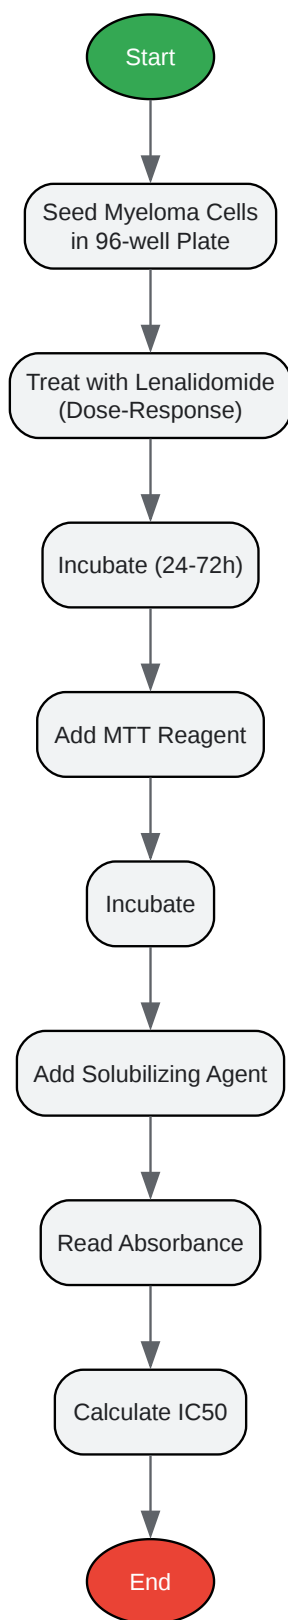 Start
Seed Myeloma Cells
in 96-well Plate
Treat with Lenalidomide
(Dose-Response)
Incubate (24-72h)
Add MTT Reagent
Incubate
Add Solubilizing Agent
Read Absorbance
Calculate IC50
End